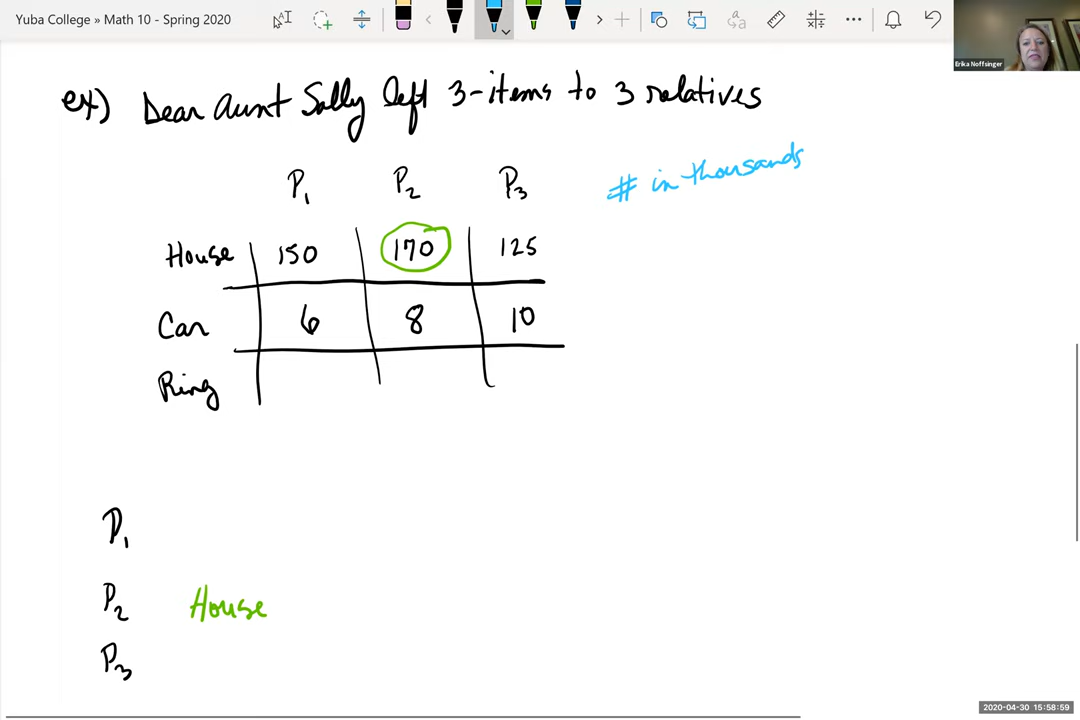 Yuba College » Math 10 - Spring 2020
Erika Noffsinger
ex) Dear Aunt Sally left 3-items to 3 relatives
# in thousands
P1 P2 P3
House 150 170 125
Car 6 8 10
Ring
P1
P2 House
P3
2020-04-30 15:58:59